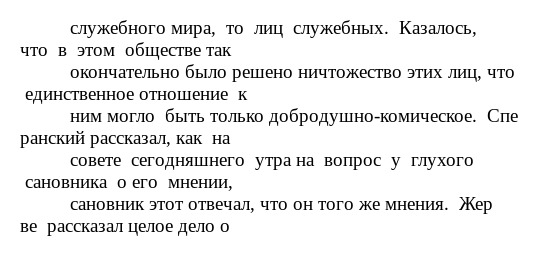 служебного мира, то лиц служебных. Казалось,
что в этом обществе так
окончательно было решено ничтожество этих лиц, что
единственное отношение к
ним могло быть только добродушно-комическое. Спе
ранский рассказал, как на
совете сегодняшнего утра на вопрос у глухого
сановника о его мнении,
сановник этот отвечал, что он того же мнения. Жер
ве рассказал целое дело о